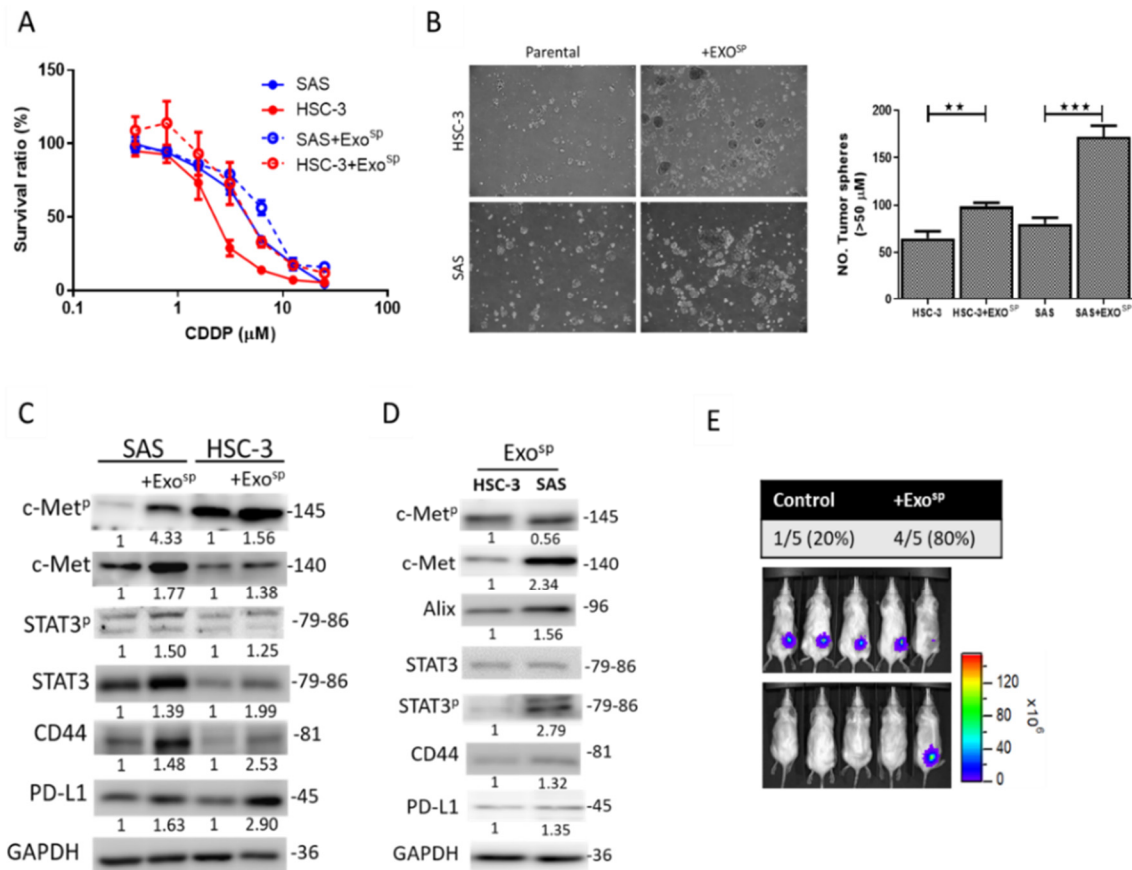 A
150
100
50
0
0.1
1
10
100
Survival ratio (%)
CDDP (μM)
SAS
HSC-3
SAS+Exo^sp
HSC-3+Exo^sp
B
Parental
+EXO^SP
HSC-3
SAS
NO. Tumor spheres
(>50 μM)
200
150
100
50
0
★★
★★★
HSC-3
HSC-3+EXO^SP
SAS
SAS+EXO^SP
C
SAS HSC-3
+Exo^sp +Exo^sp
c-Met^p -145
1 4.33 1 1.56
c-Met -140
1 1.77 1 1.38
STAT3^p -79-86
1 1.50 1 1.25
STAT3 -79-86
1 1.39 1 1.99
CD44 -81
1 1.48 1 2.53
PD-L1 -45
1 1.63 1 2.90
GAPDH -36
D
Exo^sp
HSC-3 SAS
c-Met^p -145
1 0.56
c-Met -140
1 2.34
Alix -96
1 1.56
STAT3 -79-86
STAT3^p -79-86
1 2.79
CD44 -81
1 1.32
PD-L1 -45
1 1.35
GAPDH -36
E
Control +Exo^sp
1/5 (20%) 4/5 (80%)
120
80
40
0
×10^6